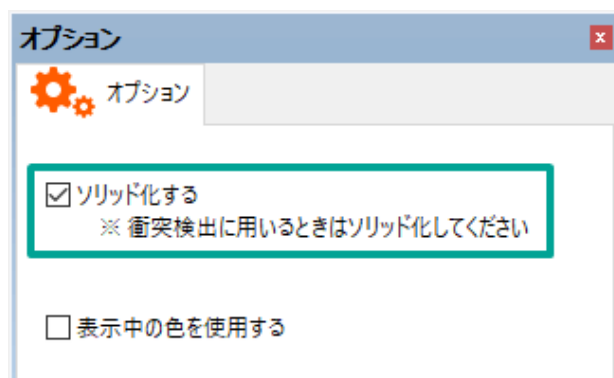 オプション
オプション
ソリッド化する
※ 衝突検出に用いるときはソリッド化してください
表示中の色を使用する